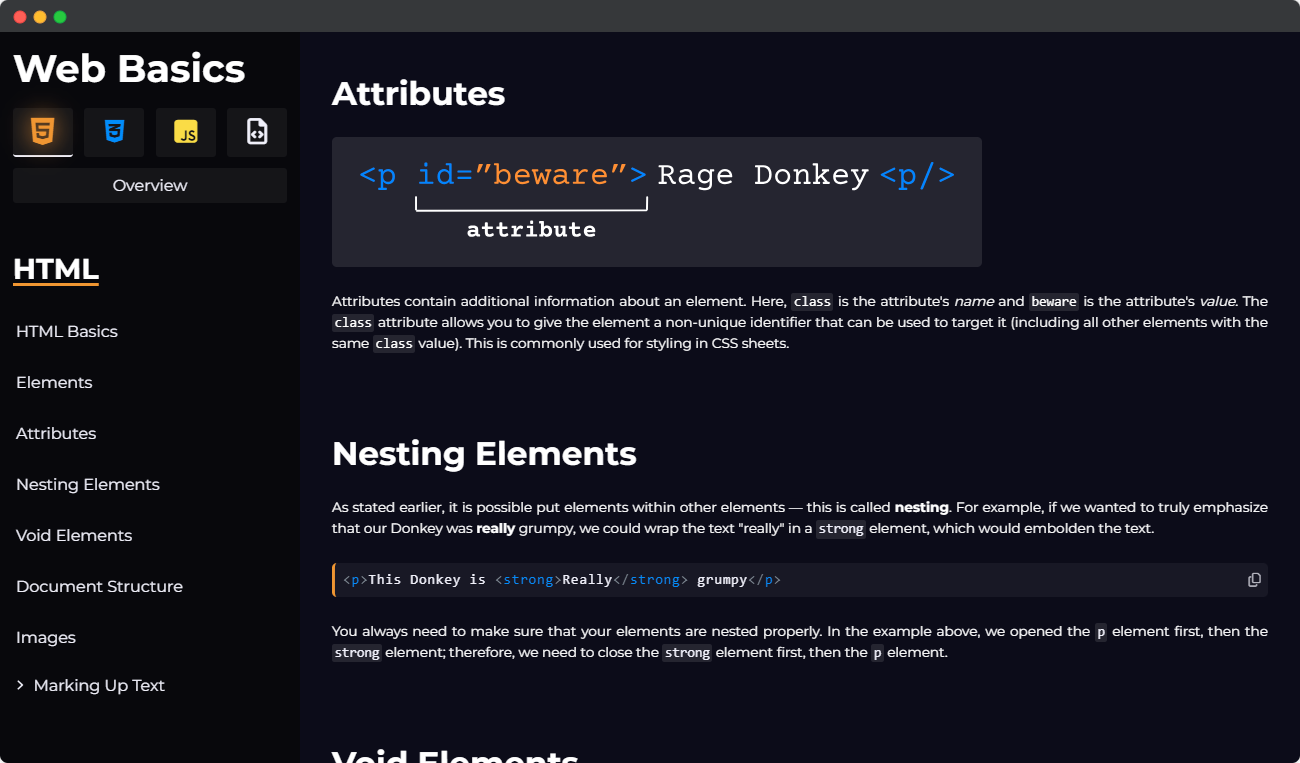 Web Basics
JS
Overview
HTML
HTML Basics
Elements
Attributes
Nesting Elements
Void Elements
Document Structure
Images
Marking Up Text
Attributes
<p id=”beware”> Rage Donkey <p/>
attribute
Attributes contain additional information about an element. Here, class is the attribute's name and beware is the attribute's value. The
class attribute allows you to give the element a non-unique identifier that can be used to target it (including all other elements with the
same class value). This is commonly used for styling in CSS sheets.
Nesting Elements
As stated earlier, it is possible put elements within other elements — this is called nesting. For example, if we wanted to truly emphasize
that our Donkey was really grumpy, we could wrap the text "really" in a strong element, which would embolden the text.
<p>This Donkey is <strong>Really</strong> grumpy</p>
You always need to make sure that your elements are nested properly. In the example above, we opened the p element first, then the
strong element; therefore, we need to close the strong element first, then the p element.
Void Elements